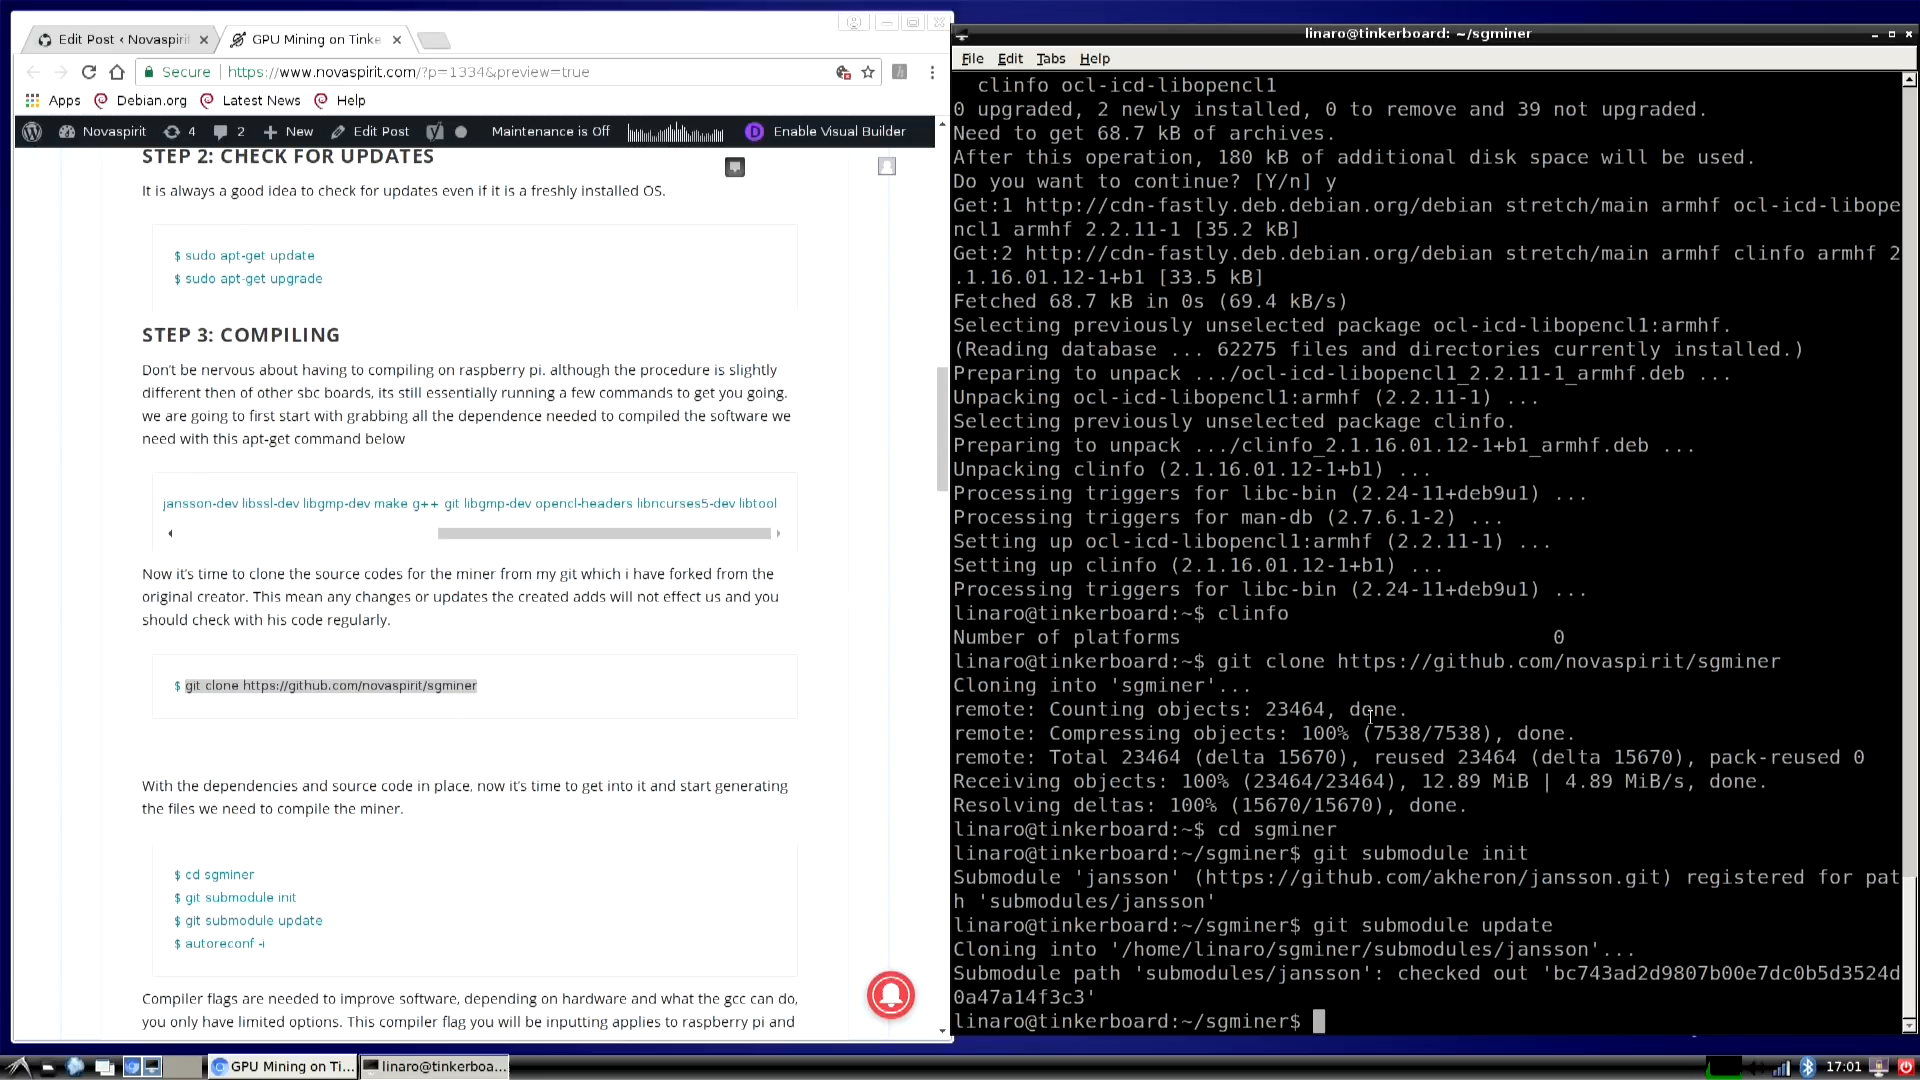 Edit Post ‹ Novaspirit
GPU Mining on Tinke
Secure
https://www.novaspirit.com/?p=1334&preview=true
Apps
Debian.org
Latest News
Help
Novaspirit
4
2
New
Edit Post
Maintenance is Off
Enable Visual Builder
STEP 2: CHECK FOR UPDATES
It is always a good idea to check for updates even if it is a freshly installed OS.
$ sudo apt-get update
$ sudo apt-get upgrade
STEP 3: COMPILING
Don't be nervous about having to compiling on raspberry pi. although the procedure is slightly
different then of other sbc boards, its still essentially running a few commands to get you going.
we are going to first start with grabbing all the dependence needed to compiled the software we
need with this apt-get command below
jansson-dev libssl-dev libgmp-dev make g++ git libgmp-dev opencl-headers libncurses5-dev libtool
Now it's time to clone the source codes for the miner from my git which i have forked from the
original creator. This mean any changes or updates the created adds will not effect us and you
should check with his code regularly.
$ git clone https://github.com/novaspirit/sgminer
With the dependencies and source code in place, now it's time to get into it and start generating
the files we need to compile the miner.
$ cd sgminer
$ git submodule init
$ git submodule update
$ autoreconf -i
Compiler flags are needed to improve software, depending on hardware and what the gcc can do,
you only have limited options. This compiler flag you will be inputting applies to raspberry pi and
linaro@tinkerboard: ~/sgminer
File Edit Tabs Help
clinfo ocl-icd-libopencl1
0 upgraded, 2 newly installed, 0 to remove and 39 not upgraded.
Need to get 68.7 kB of archives.
After this operation, 180 kB of additional disk space will be used.
Do you want to continue? [Y/n] y
Get:1 http://cdn-fastly.deb.debian.org/debian stretch/main armhf ocl-icd-libope
ncl1 armhf 2.2.11-1 [35.2 kB]
Get:2 http://cdn-fastly.deb.debian.org/debian stretch/main armhf clinfo armhf 2
.1.16.01.12-1+b1 [33.5 kB]
Fetched 68.7 kB in 0s (69.4 kB/s)
Selecting previously unselected package ocl-icd-libopencl1:armhf.
(Reading database ... 62275 files and directories currently installed.)
Preparing to unpack .../ocl-icd-libopencl1_2.2.11-1_armhf.deb ...
Unpacking ocl-icd-libopencl1:armhf (2.2.11-1) ...
Selecting previously unselected package clinfo.
Preparing to unpack .../clinfo_2.1.16.01.12-1+b1_armhf.deb ...
Unpacking clinfo (2.1.16.01.12-1+b1) ...
Processing triggers for libc-bin (2.24-11+deb9u1) ...
Processing triggers for man-db (2.7.6.1-2) ...
Setting up ocl-icd-libopencl1:armhf (2.2.11-1) ...
Setting up clinfo (2.1.16.01.12-1+b1) ...
Processing triggers for libc-bin (2.24-11+deb9u1) ...
linaro@tinkerboard:~$ clinfo
Number of platforms 0
linaro@tinkerboard:~$ git clone https://github.com/novaspirit/sgminer
Cloning into 'sgminer'...
remote: Counting objects: 23464, done.
remote: Compressing objects: 100% (7538/7538), done.
remote: Total 23464 (delta 15670), reused 23464 (delta 15670), pack-reused 0
Receiving objects: 100% (23464/23464), 12.89 MiB | 4.89 MiB/s, done.
Resolving deltas: 100% (15670/15670), done.
linaro@tinkerboard:~$ cd sgminer
linaro@tinkerboard:~/sgminer$ git submodule init
Submodule 'jansson' (https://github.com/akheron/jansson.git) registered for pat
h 'submodules/jansson'
linaro@tinkerboard:~/sgminer$ git submodule update
Cloning into '/home/linaro/sgminer/submodules/jansson'...
Submodule path 'submodules/jansson': checked out 'bc743ad2d9807b00e7dc0b5d3524d
0a47a14f3c3'
linaro@tinkerboard:~/sgminer$
GPU Mining on Ti...
linaro@tinkerboa...
17:01